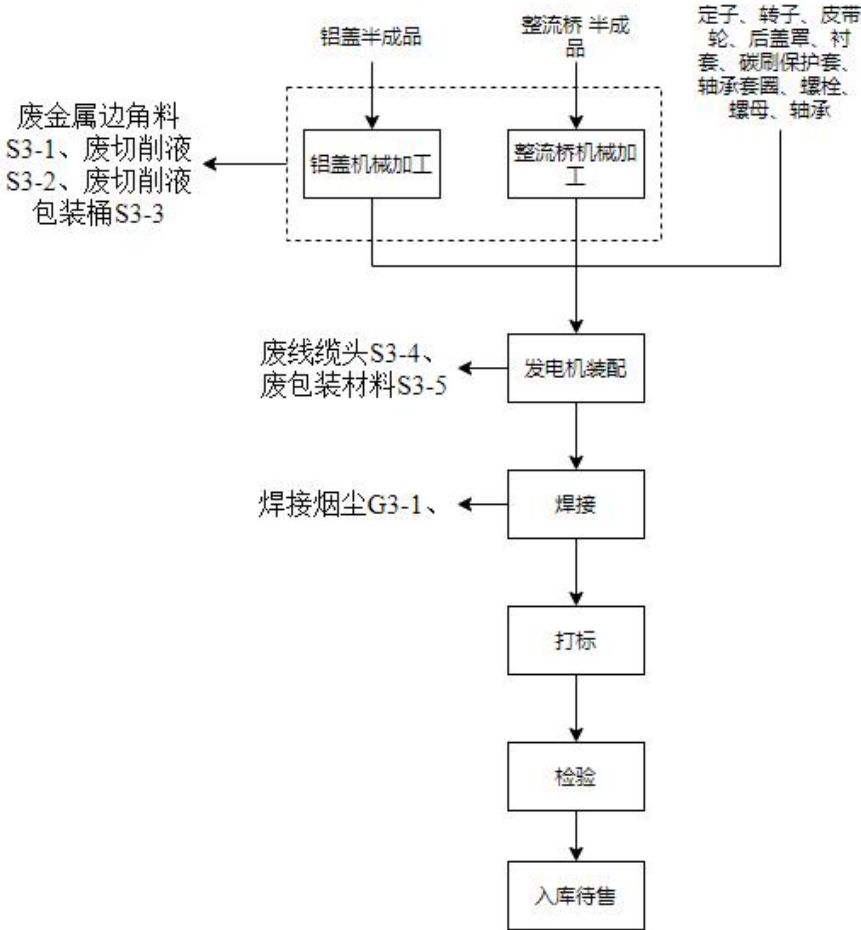 铝盖半成品
整流桥 半成
品
定子、转子、皮带
轮、后盖罩、衬
套、碳刷保护套、
轴承套圈、螺栓、
螺母、轴承
废金属边角料
S3-1、废切削液
S3-2、废切削液
包装桶S3-3
铝盖机械加工
整流桥机械加
工
废线缆头S3-4、
废包装材料S3-5
发电机装配
焊接烟尘G3-1、
焊接
打标
检验
入库待售